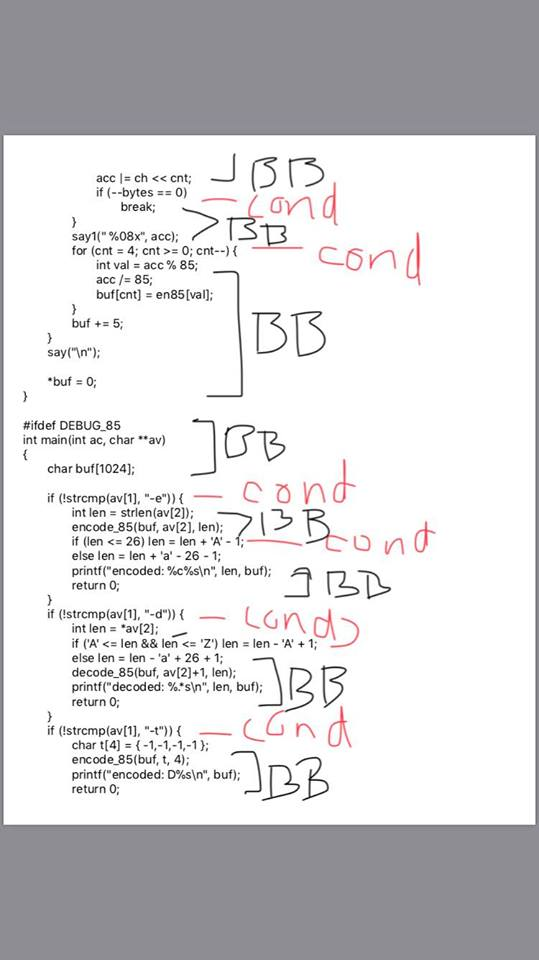 acc |= ch << cnt; ] BB
if (--bytes == 0) — cond
break;
}
say1(" %08x", acc); > BB
for (cnt = 4; cnt >= 0; cnt--) { — cond
int val = acc % 85;
acc /= 85;
buf[cnt] = en85[val];
} ] BB
buf += 5;
}
say("\n");
*buf = 0;
}
#ifdef DEBUG_85
int main(int ac, char **av) ] BB
{
char buf[1024];
if (!strcmp(av[1], "-e")) { — cond
int len = strlen(av[2]);
encode_85(buf, av[2], len); > BB
if (len <= 26) len = len + 'A' - 1; — cond
else len = len + 'a' - 26 - 1;
printf("encoded: %c%s\n", len, buf); ] BB
return 0;
}
if (!strcmp(av[1], "-d")) { — cond
int len = *av[2];
if ('A' <= len && len <= 'Z') len = len - 'A' + 1;
else len = len - 'a' + 26 + 1;
decode_85(buf, av[2]+1, len); ] BB
printf("decoded: %.*s\n", len, buf);
return 0;
}
if (!strcmp(av[1], "-t")) { — cond
char t[4] = { -1,-1,-1,-1 };
encode_85(buf, t, 4); ] BB
printf("encoded: D%s\n", buf);
return 0;